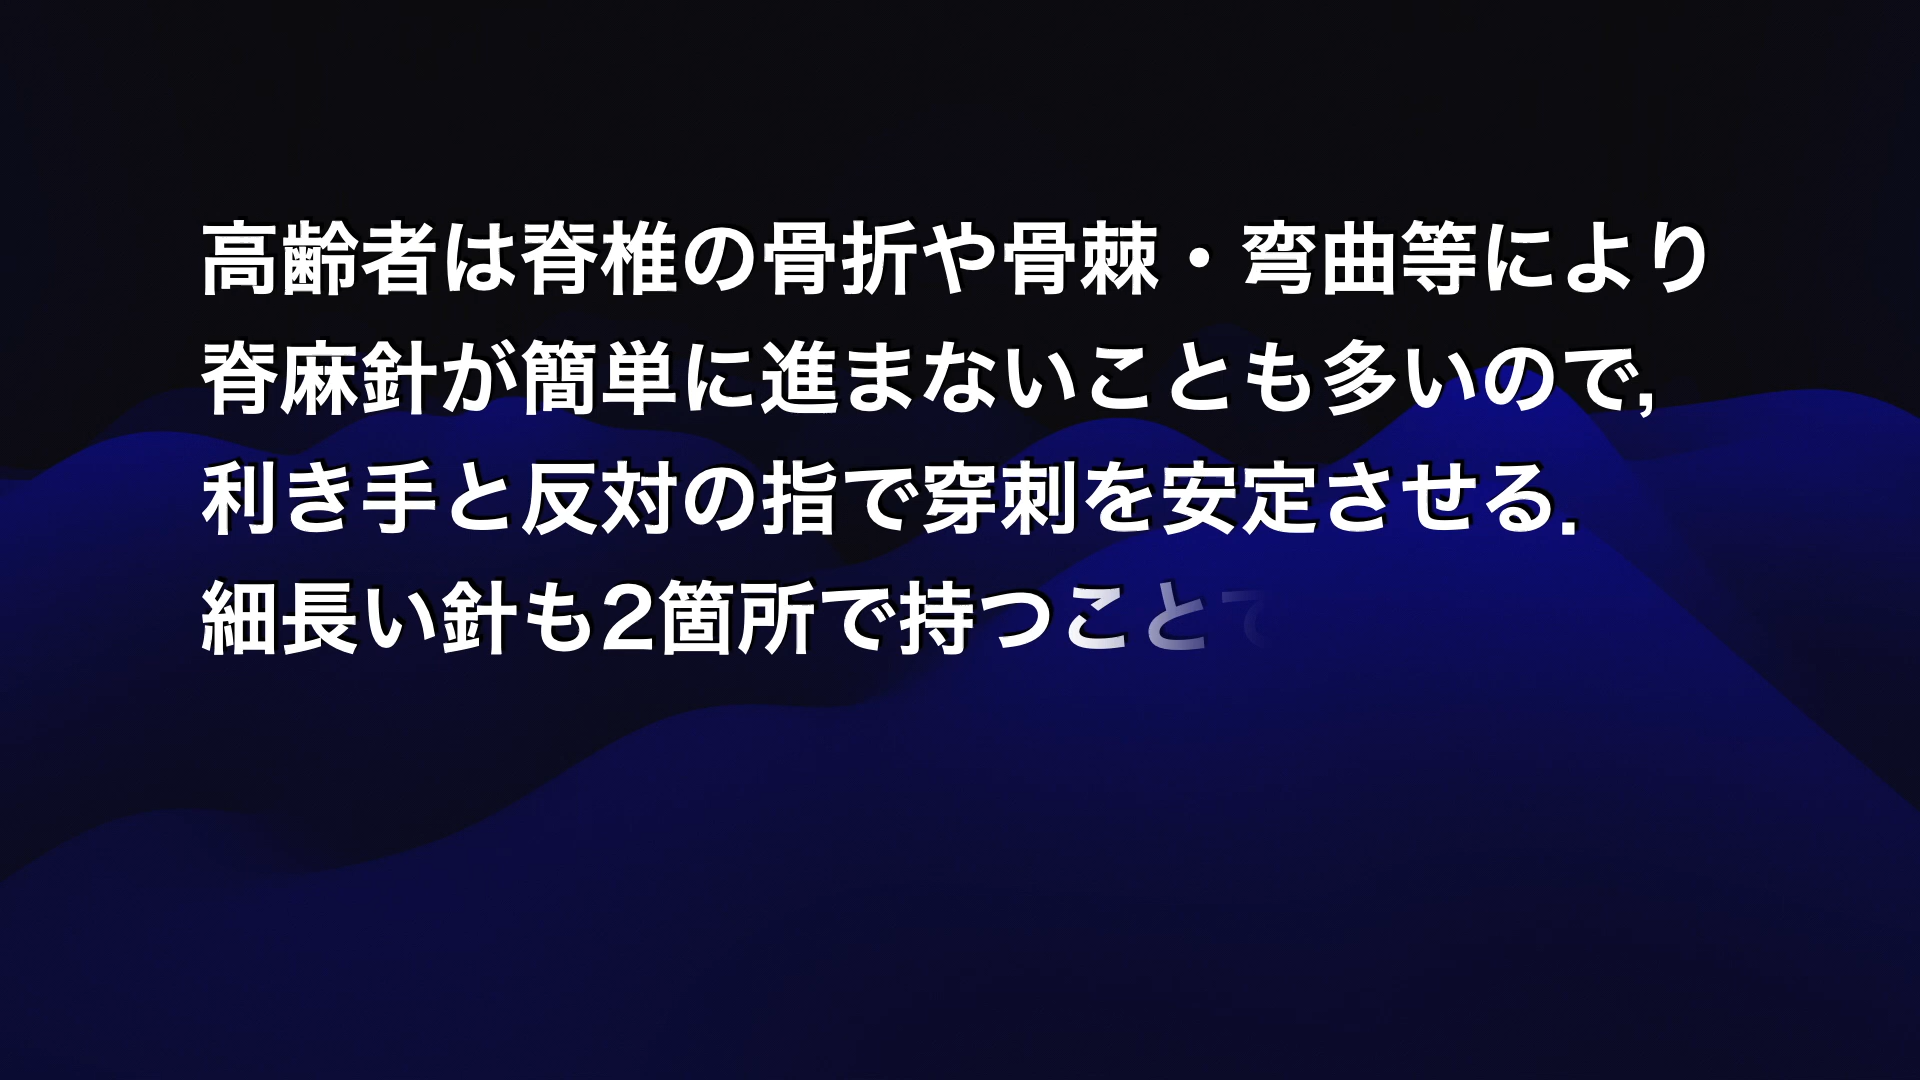 高齢者は脊椎の骨折や骨棘・弯曲等により
脊麻針が簡単に進まないことも多いので,
利き手と反対の指で穿刺を安定させる.
細長い針も2箇所で持つことで